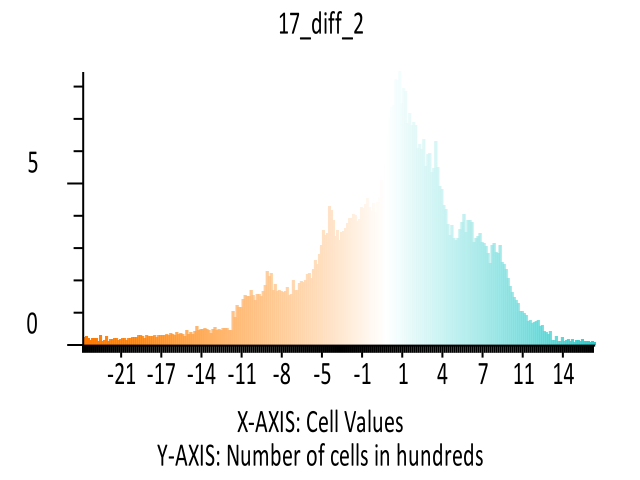 17_diff_2
5
0
-21 -17 -14 -11 -8 -5 -1 1 4 7 11 14
X-AXIS: Cell Values
Y-AXIS: Number of cells in hundreds